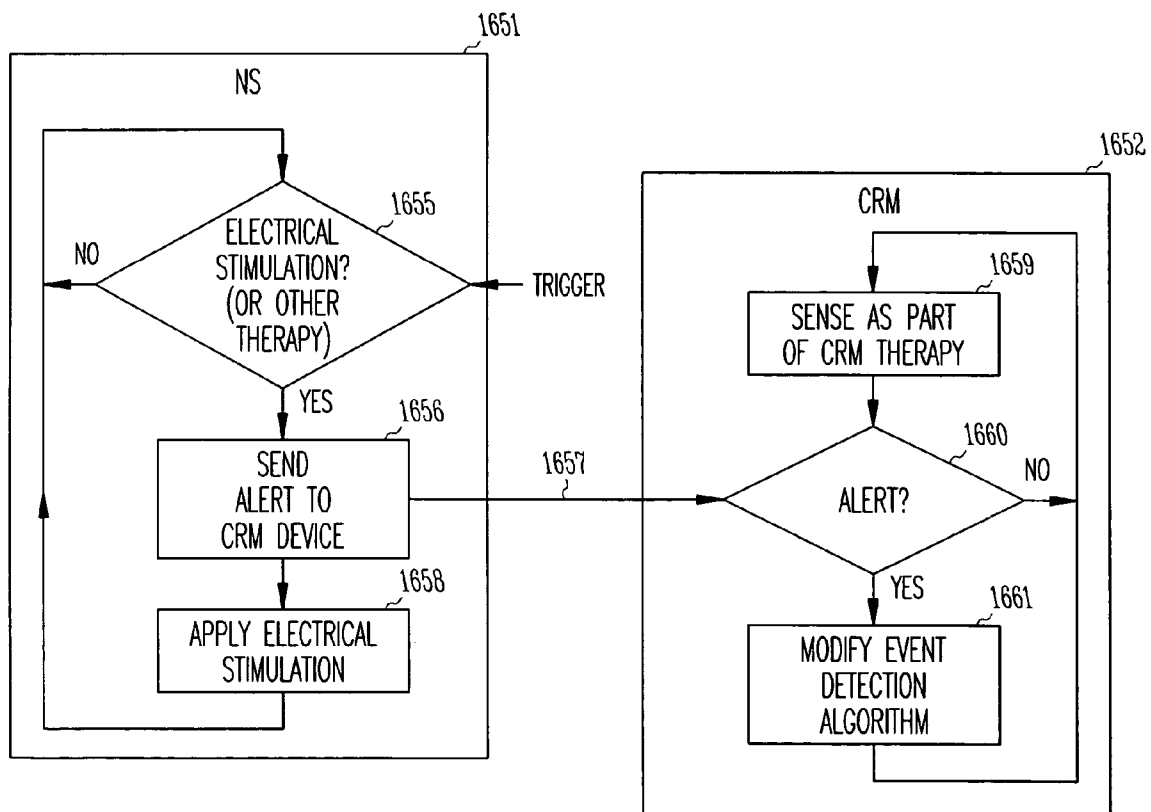 1651
NS
1655
ELECTRICAL
STIMULATION?
(OR OTHER
THERAPY)
NO
TRIGGER
YES
1656
SEND
ALERT TO
CRM DEVICE
1657
1658
APPLY ELECTRICAL
STIMULATION
1652
CRM
1659
SENSE AS PART
OF CRM THERAPY
1660
ALERT?
NO
YES
1661
MODIFY EVENT
DETECTION
ALGORITHM